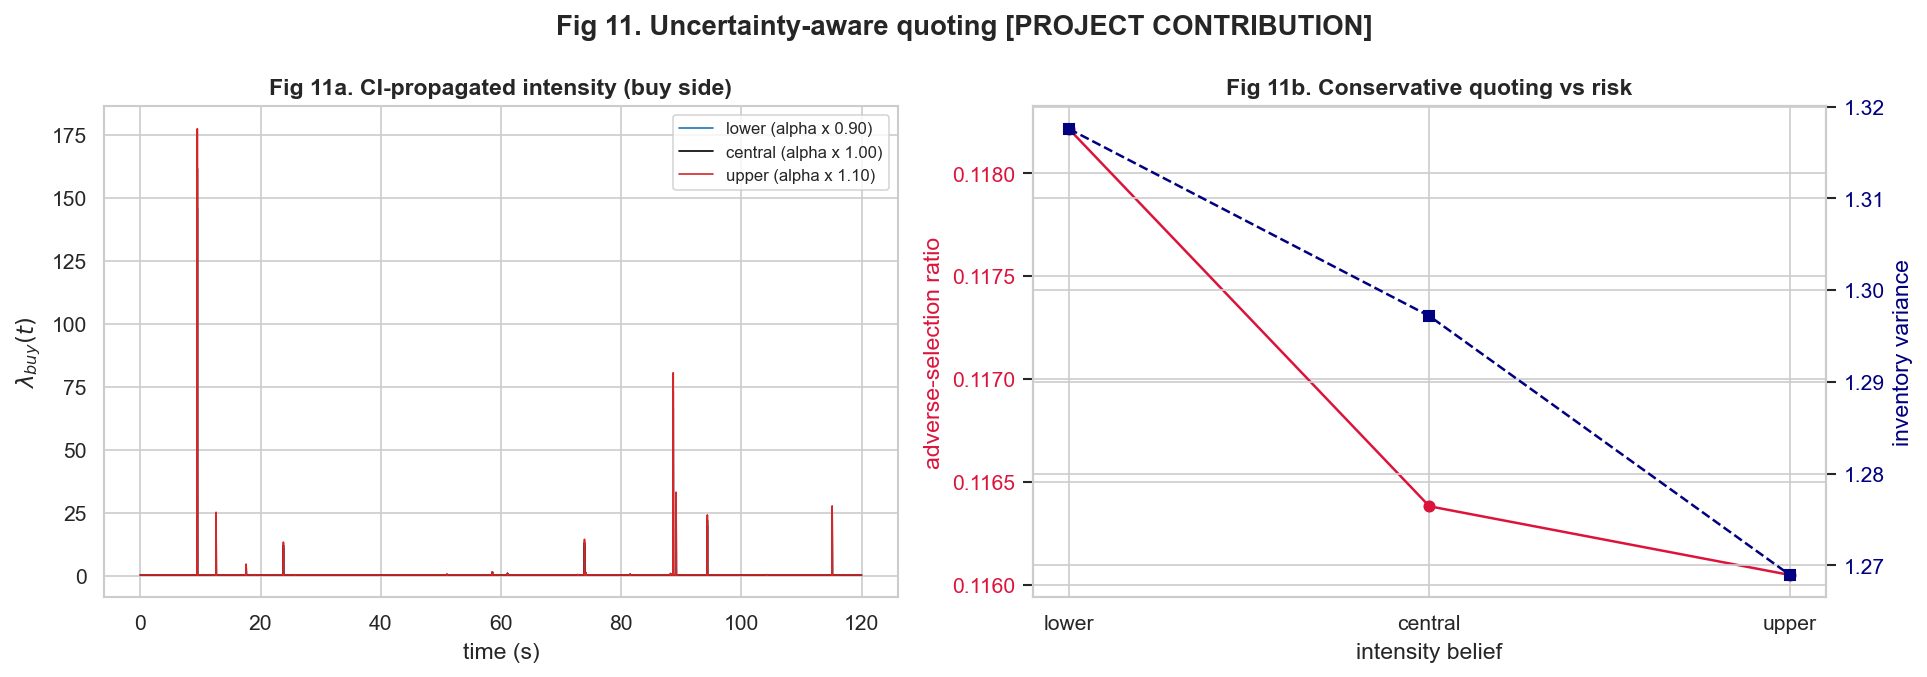 Fig 11. Uncertainty-aware quoting [PROJECT CONTRIBUTION]
Fig 11a. CI-propagated intensity (buy side)
175
150
125
100
75
50
25
0
λbuy(t)
lower (alpha x 0.90)
central (alpha x 1.00)
upper (alpha x 1.10)
0 20 40 60 80 100 120
time (s)
Fig 11b. Conservative quoting vs risk
0.1180
0.1175
0.1170
0.1165
0.1160
adverse-selection ratio
1.32
1.31
1.30
1.29
1.28
1.27
inventory variance
lower central upper
intensity belief